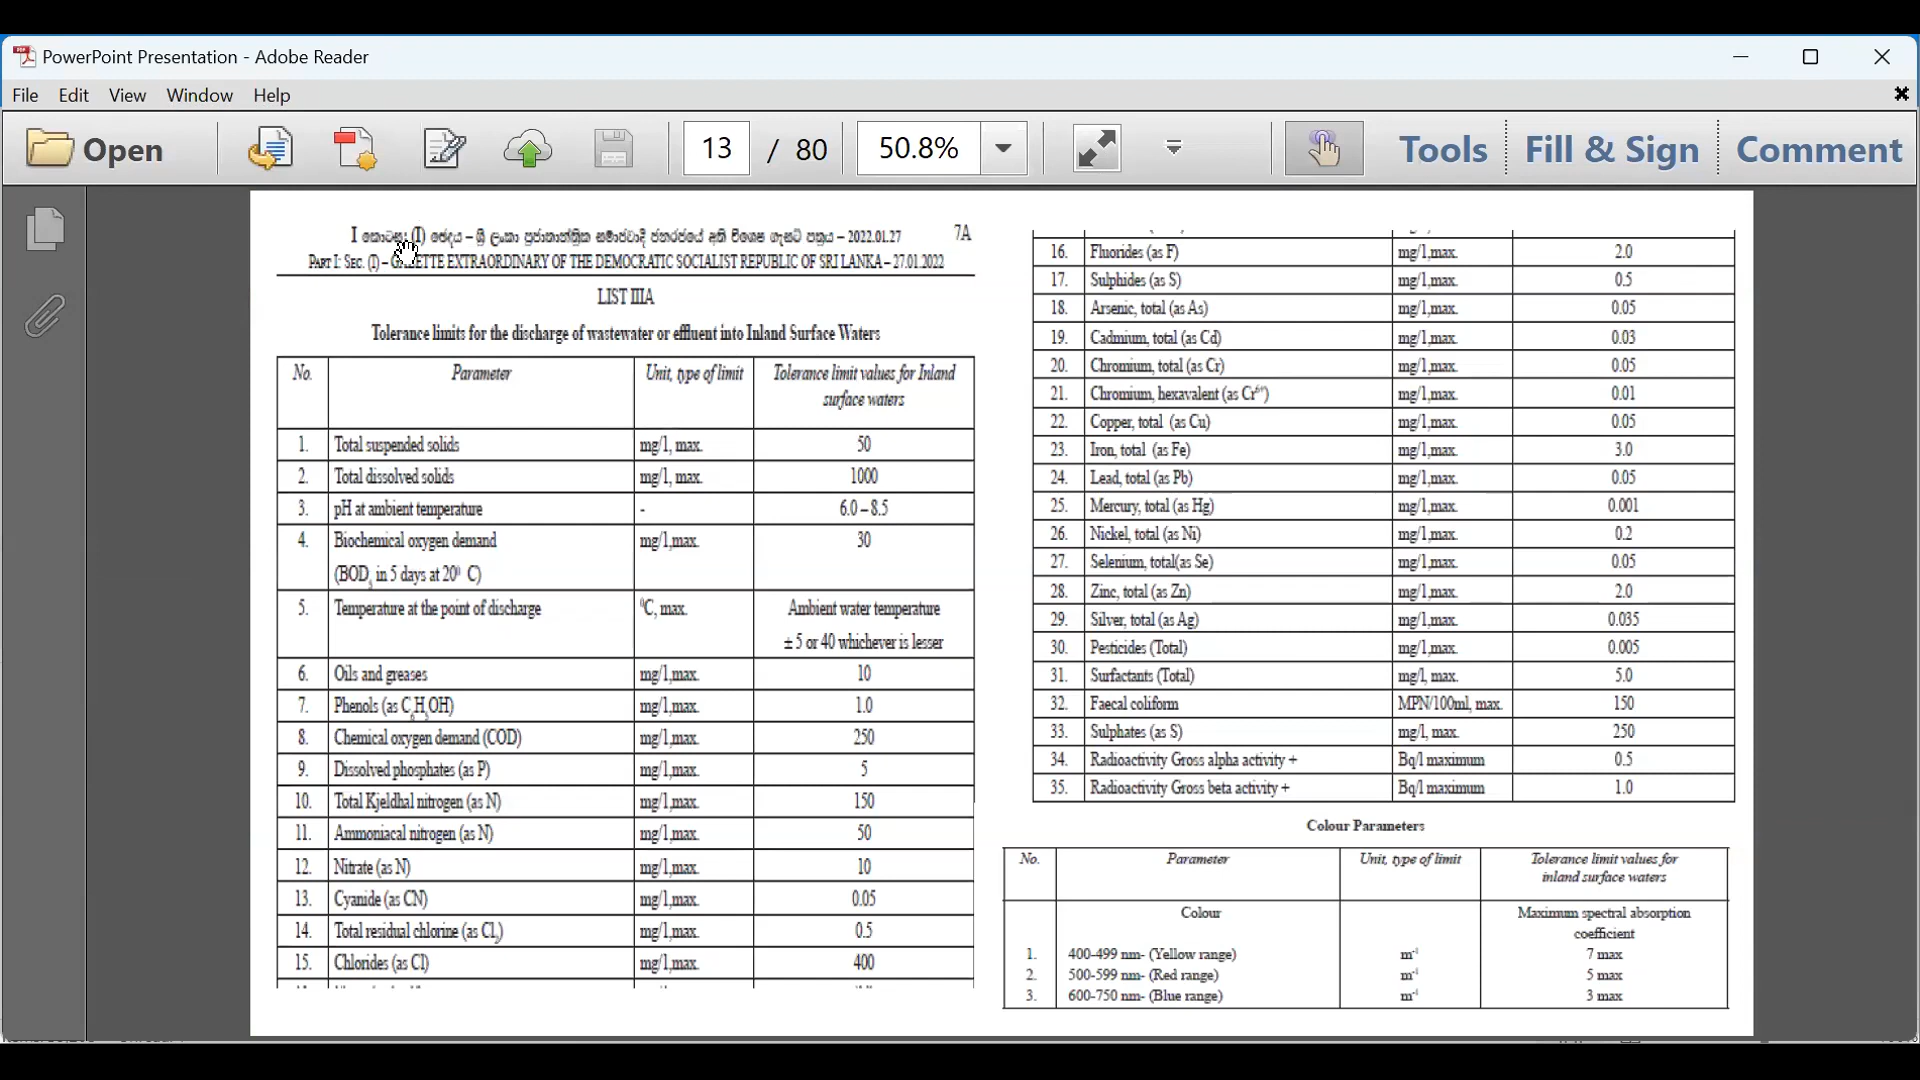 PowerPoint Presentation - Adobe Reader
File Edit View Window Help
Open 13 / 80 50.8% Tools Fill & Sign Comment
I කොටස: (I) ඡෙදය – ශ්‍රී ලංකා ප්‍රජාතාන්ත්‍රික සමාජවාදී ජනරජයේ අති විශෙෂ ගැසට් පත්‍රය – 2022.01.27 7A
PART I: SEC. (I) – GAZETTE EXTRAORDINARY OF THE DEMOCRATIC SOCIALIST REPUBLIC OF SRI LANKA – 27.01.2022
LIST IIIA
Tolerance limits for the discharge of wastewater or effluent into Inland Surface Waters
No. Parameter Unit, type of limit Tolerance limit values for Inland
surface waters
1. Total suspended solids mg/l, max. 50
2. Total dissolved solids mg/l, max. 1000
3. pH at ambient temperature - 6.0 – 8.5
4. Biochemical oxygen demand mg/l,max. 30
(BOD5 in 5 days at 20⁰ C)
5. Temperature at the point of discharge ⁰C, max. Ambient water temperature
± 5 or 40 whichever is lesser
6. Oils and greases mg/l,max. 10
7. Phenols (as C6H5OH) mg/l,max. 1.0
8. Chemical oxygen demand (COD) mg/l,max. 250
9. Dissolved phosphates (as P) mg/l,max. 5
10. Total Kjeldhal nitrogen (as N) mg/l,max. 150
11. Ammoniacal nitrogen (as N) mg/l,max. 50
12. Nitrate (as N) mg/l,max. 10
13. Cyanide (as CN) mg/l,max. 0.05
14. Total residual chlorine (as Cl2) mg/l,max. 0.5
15. Chlorides (as Cl) mg/l,max. 400
16. Fluorides (as F) mg/l,max. 2.0
17. Sulphides (as S) mg/l,max. 0.5
18. Arsenic, total (as As) mg/l,max. 0.05
19. Cadmium, total (as Cd) mg/l,max. 0.03
20. Chromium, total (as Cr) mg/l,max. 0.05
21. Chromium, hexavalent (as Cr⁶⁺) mg/l,max. 0.01
22. Copper, total (as Cu) mg/l,max. 0.05
23. Iron, total (as Fe) mg/l,max. 3.0
24. Lead, total (as Pb) mg/l,max. 0.05
25. Mercury, total (as Hg) mg/l,max. 0.001
26. Nickel, total (as Ni) mg/l,max. 0.2
27. Selenium, total(as Se) mg/l,max. 0.05
28. Zinc, total (as Zn) mg/l,max. 2.0
29. Silver, total (as Ag) mg/l,max. 0.035
30. Pesticides (Total) mg/l,max. 0.005
31. Surfactants (Total) mg/l, max. 5.0
32. Faecal coliform MPN/100ml, max. 150
33. Sulphates (as S) mg/l, max. 250
34. Radioactivity Gross alpha activity + Bq/l maximum 0.5
35. Radioactivity Gross beta activity + Bq/l maximum 1.0
Colour Parameters
No. Parameter Unit, type of limit Tolerance limit values for
inland surface waters
Colour Maximum spectral absorption
coefficient
1. 400-499 nm- (Yellow range) m⁻¹ 7 max
2. 500-599 nm- (Red range) m⁻¹ 5 max
3. 600-750 nm- (Blue range) m⁻¹ 3 max